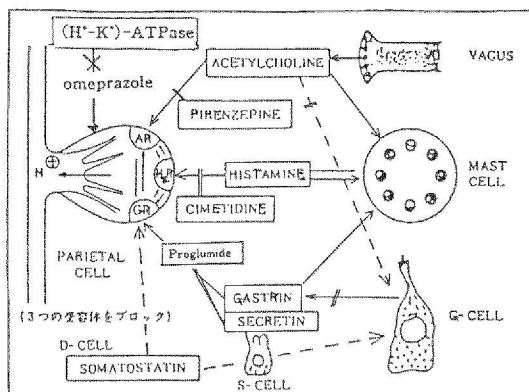 (H⁺-K⁺)-ATPase
omeprazole
ACETYLCHOLINE
VAGUS
PIRENZEPINE
AR
H
HR
HISTAMINE
MAST
CELL
CIMETIDINE
GR
Proglumide
PARIETAL
CELL
GASTRIN
SECRETIN
G-CELL
(3つの受容体をブロック)
D-CELL
SOMATOSTATIN
S-CELL